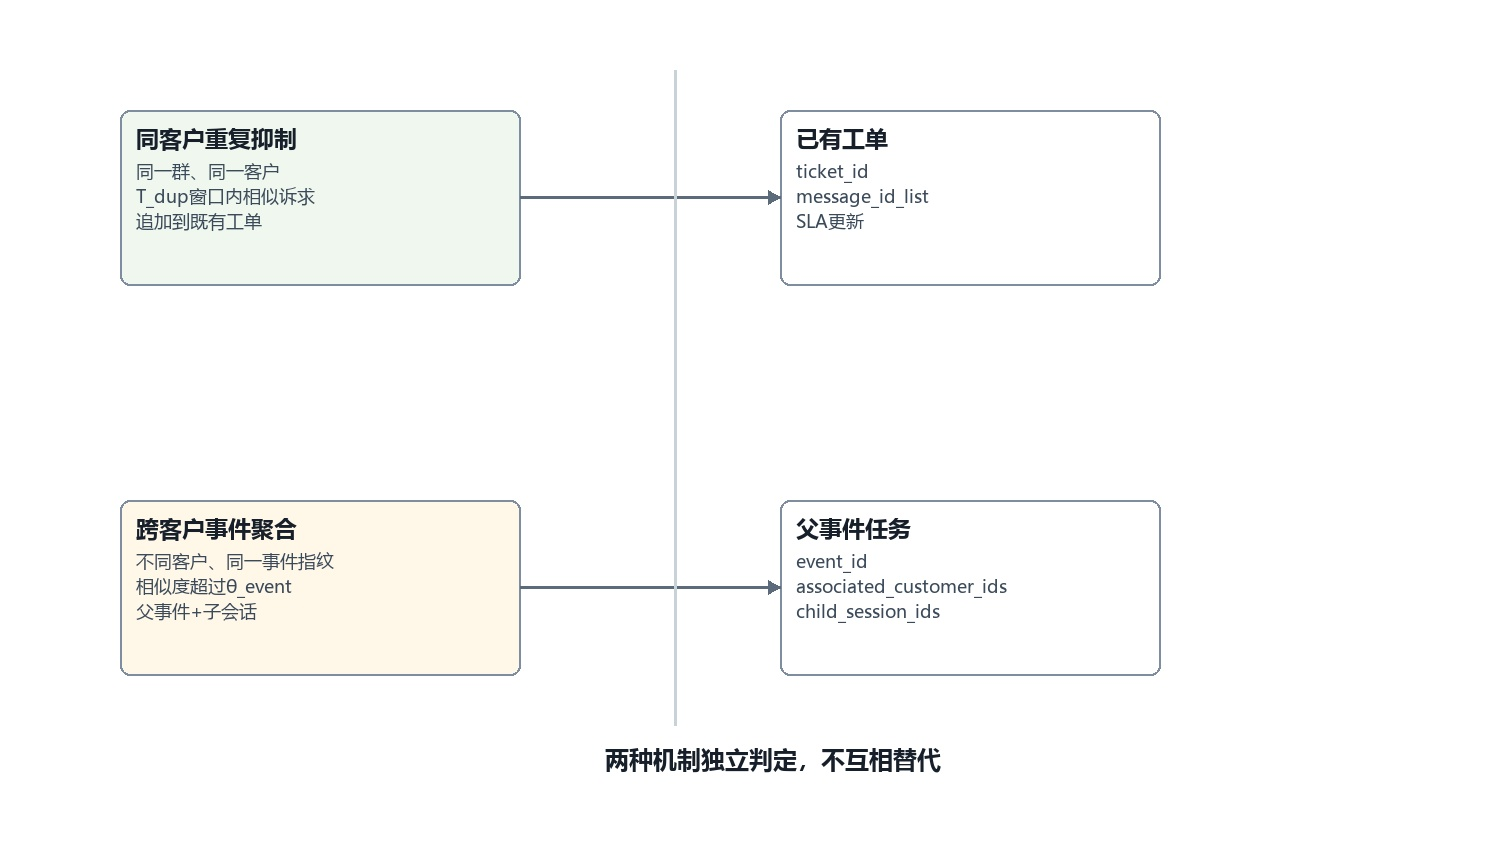 同客户重复抑制
同一群、同一客户
T_dup窗口内相似诉求
追加到既有工单
已有工单
ticket_id
message_id_list
SLA更新
跨客户事件聚合
不同客户、同一事件指纹
相似度超过θ_event
父事件+子会话
父事件任务
event_id
associated_customer_ids
child_session_ids
两种机制独立判定，不互相替代